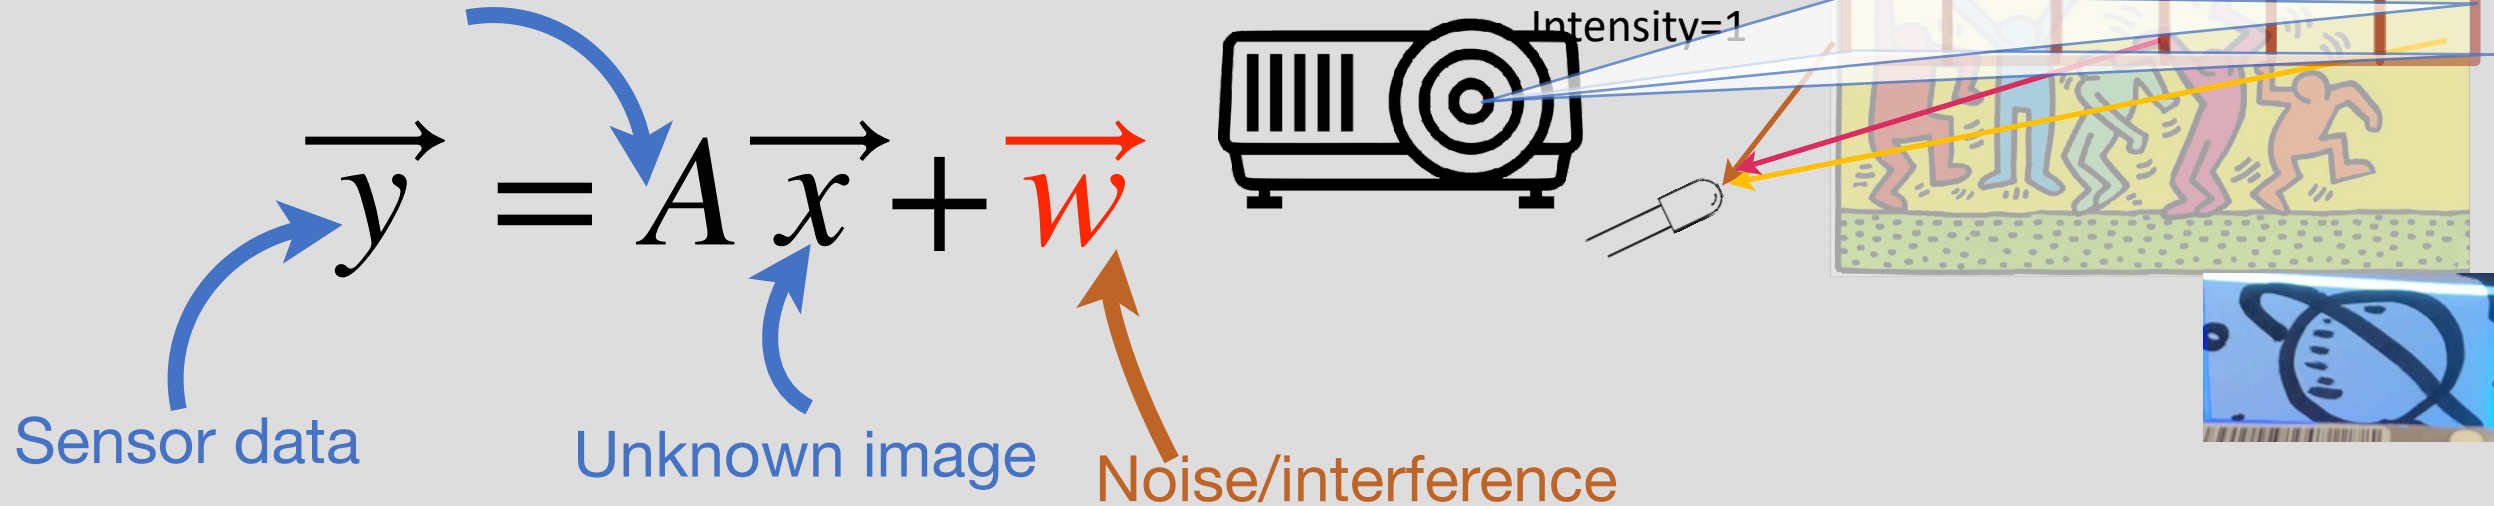 Intensity=1
y = A x + w
Sensor data
Unknown image
Noise/interference